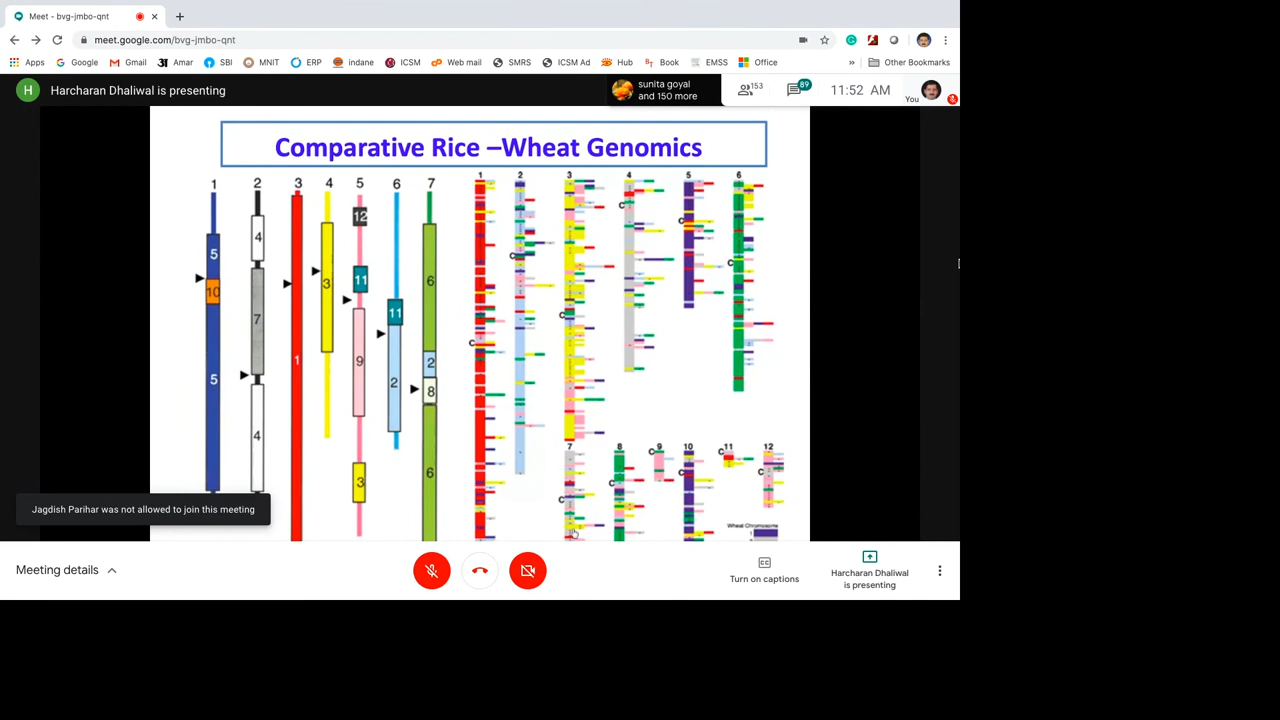 Meet - bvg-jmbo-qnt
meet.google.com/bvg-jmbo-qnt
Apps Google Gmail Amar SBI MNIT ERP indane ICSM Web mail SMRS ICSM Ad Hub Book EMSS Office » Other Bookmarks
H Harcharan Dhaliwal is presenting
sunita goyal
and 150 more
153 89 11:52 AM You
Comparative Rice –Wheat Genomics
1 2 3 4 5 6 7 1 2 3 4 5 6
12
4
5
11
6
10
3
C
7
11
1
9
2
2
8
5
4
6
3
7 8 9 10 11 12
Wheat Chromosome
1
Jagdish Parihar was not allowed to join this meeting
Meeting details
Turn on captions
Harcharan Dhaliwal
is presenting